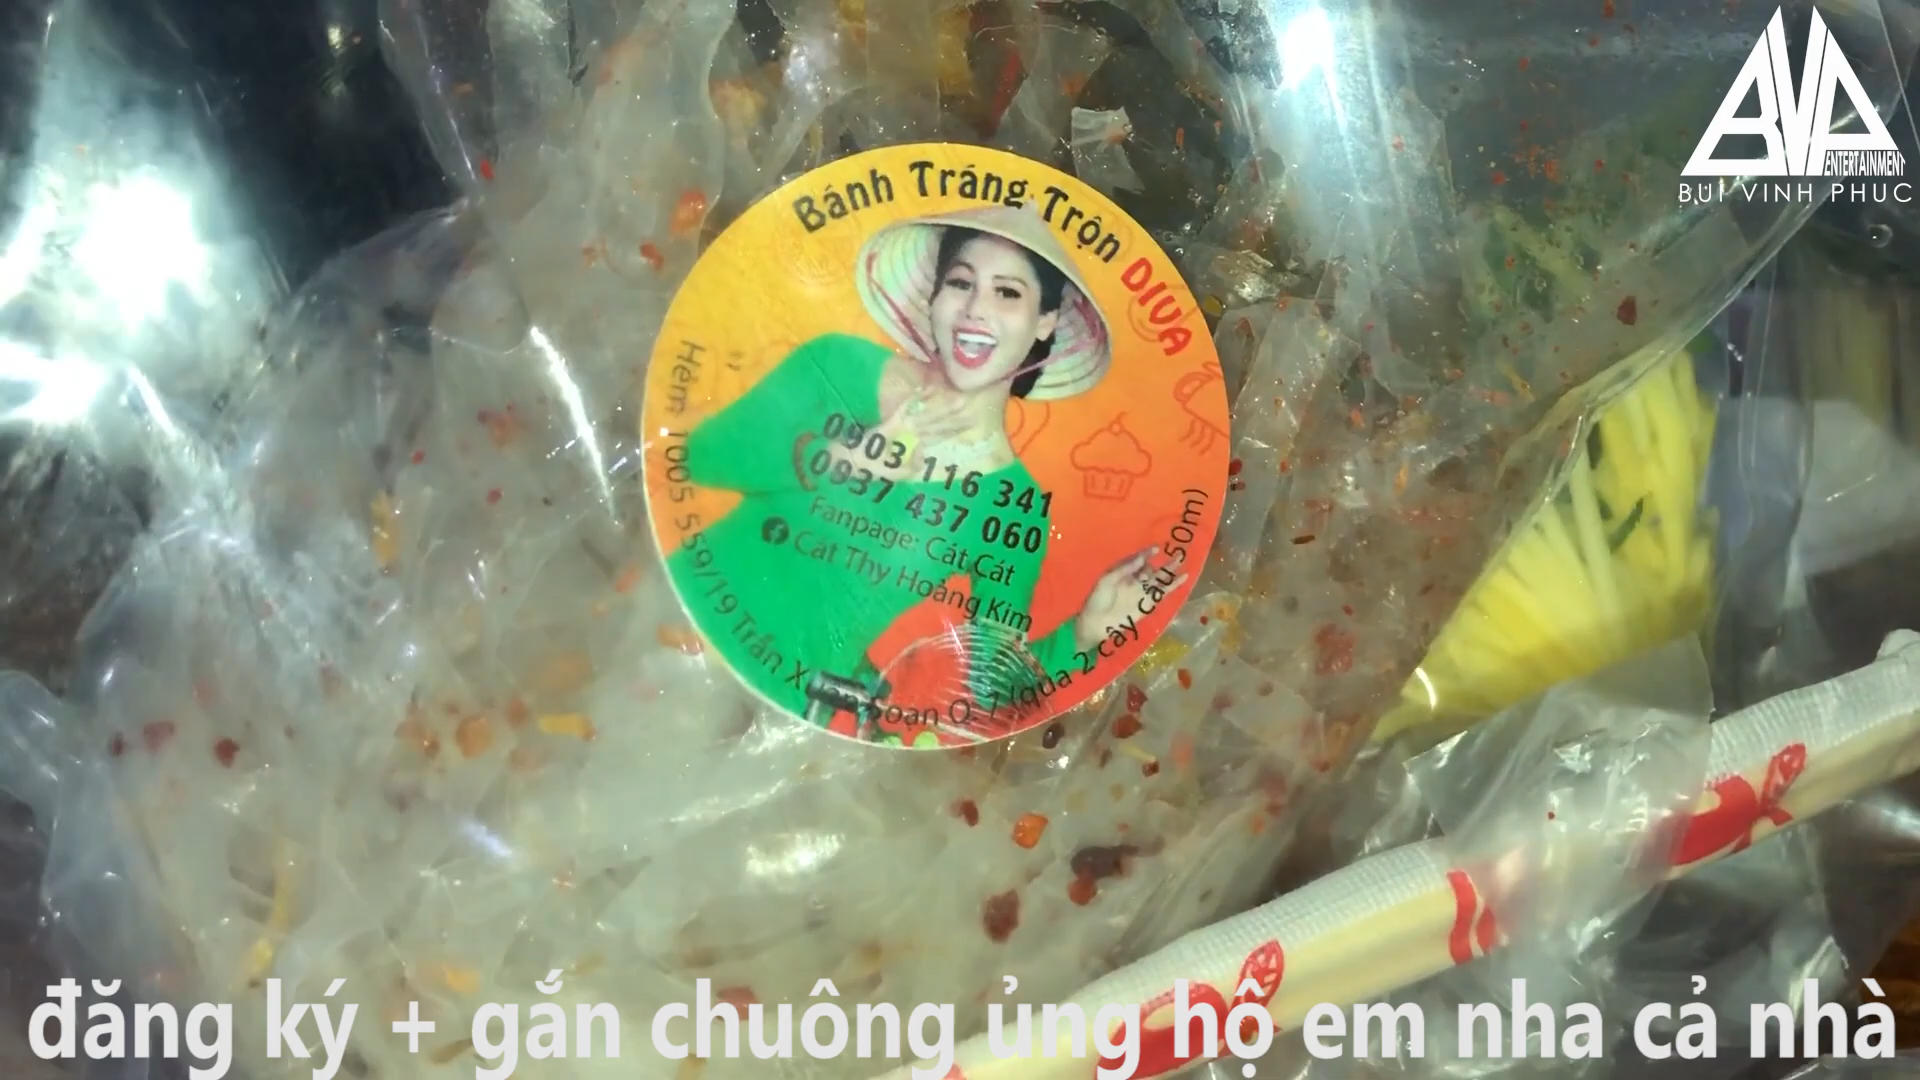 BVP
ENTERTAINMENT
BÙI VINH PHUC
Bánh Tráng Trộn DIVA
0903 116 341
0937 437 060
Fanpage: Cát Cát
Cát Thy Hoàng Kim
Hẻm 1005 559/19 Trần Xuân Soạn Q. 7 (qua 2 cây cầu 50m)
đăng ký + gắn chuông ủng hộ em nha cả nhà